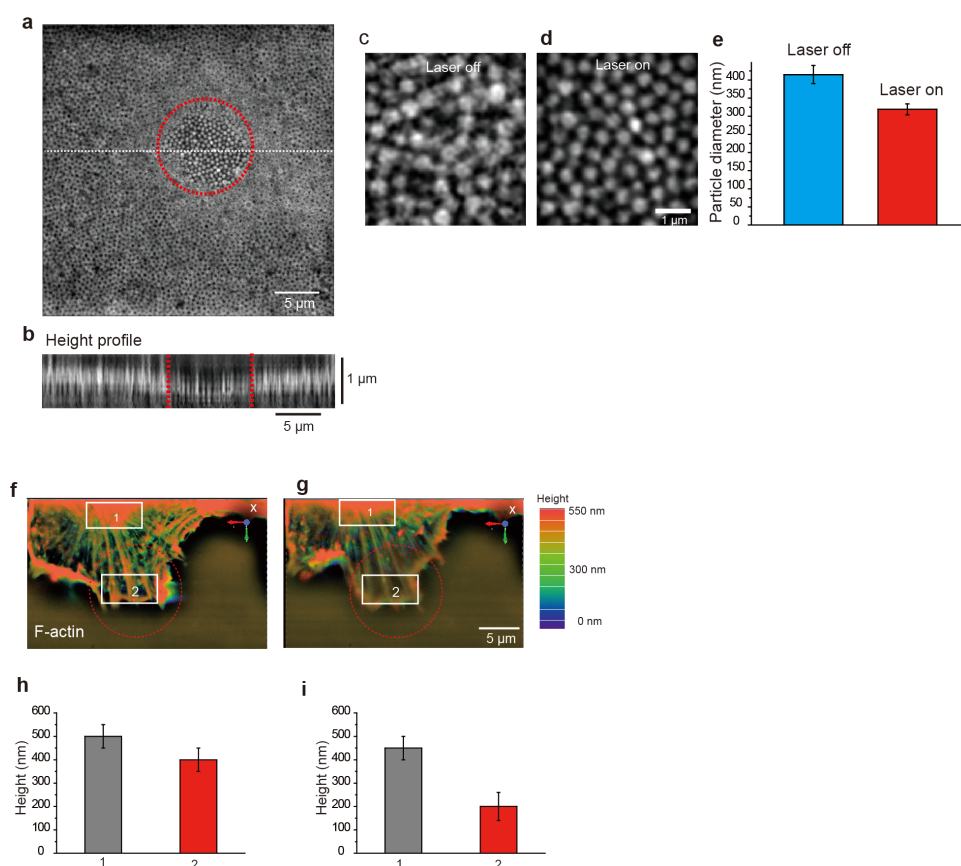 a
5 µm
b Height profile
1 µm
5 µm
c
Laser off
d
Laser on
1 µm
e
Laser off
Laser on
Particle diameter (nm)
400
350
300
250
200
150
100
50
0
f
1
2
X
F-actin
g
1
2
X
5 µm
Height
550 nm
300 nm
0 nm
h
Height (nm)
600
500
400
300
200
100
0
1
2
i
Height (nm)
600
500
400
300
200
100
0
1
2